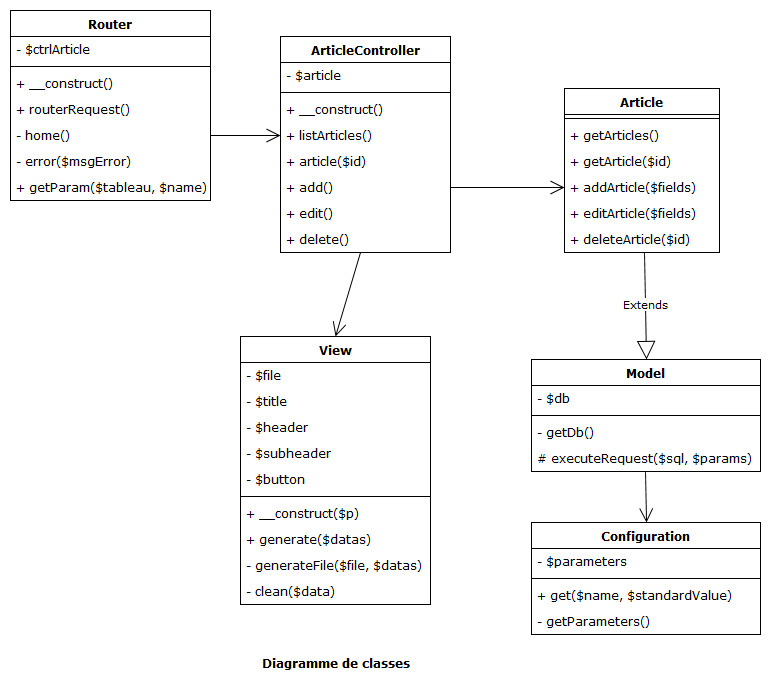 Router
- $ctrlArticle
+ __construct()
+ routerRequest()
- home()
- error($msgError)
+ getParam($tableau, $name)
ArticleController
- $article
+ __construct()
+ listArticles()
+ article($id)
+ add()
+ edit()
+ delete()
Article
+ getArticles()
+ getArticle($id)
+ addArticle($fields)
+ editArticle($fields)
+ deleteArticle($id)
Extends
View
- $file
- $title
- $header
- $subheader
- $button
+ __construct($p)
+ generate($datas)
- generateFile($file, $datas)
- clean($data)
Model
- $db
- getDb()
# executeRequest($sql, $params)
Configuration
- $parameters
+ get($name, $standardValue)
- getParameters()
Diagramme de classes